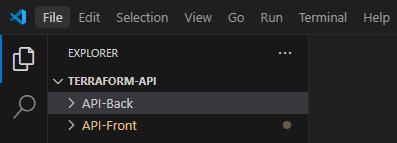 File Edit Selection View Go Run Terminal Help
EXPLORER ...
TERRAFORM-API
API-Back
API-Front